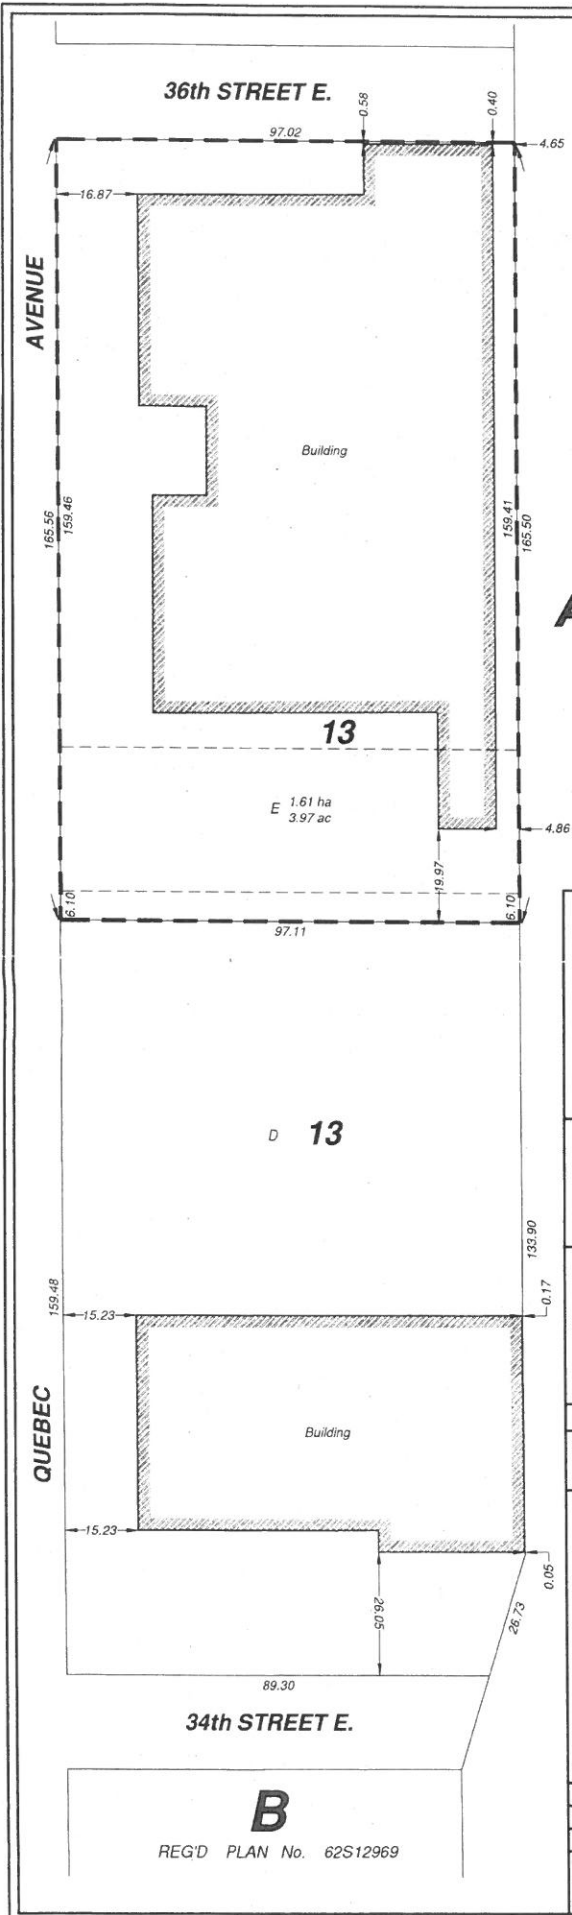 36th STREET E.
0.58
0.40
97.02
4.65
16.87
AVENUE
Building
165.56
159.46
159.41
165.50
A
13
E 1.61 ha
3.97 ac
4.86
19.97
6.10
6.10
97.11
D 13
133.90
159.48
15.23
0.17
QUEBEC
Building
15.23
0.05
26.05
26.73
89.30
34th STREET E.
B
REG'D PLAN No. 62S12969